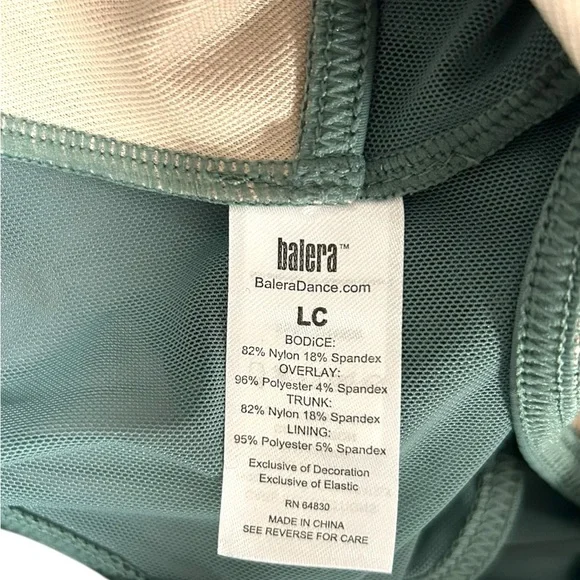 balera™
BaleraDance.com
LC
BODiCE:
82% Nylon 18% Spandex
OVERLAY:
96% Polyester 4% Spandex
TRUNK:
82% Nylon 18% Spandex
LINING:
95% Polyester 5% Spandex
Exclusive of Decoration
Exclusive of Elastic
RN 64830
MADE IN CHINA
SEE REVERSE FOR CARE